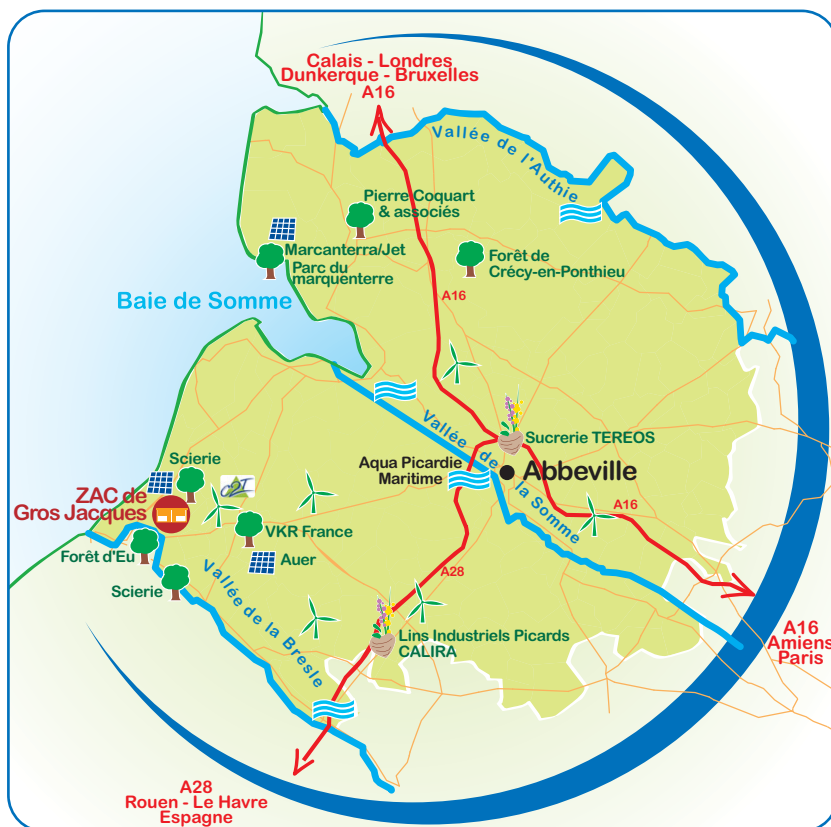 Calais - Londres
Dunkerque - Bruxelles
A16
Vallée de l'Authie
Pierre Coquart
& associés
Marcanterra/Jet
Parc du
marquenterre
Forêt de
Crécy-en-Ponthieu
Baie de Somme
A16
Vallée de la Somme
Sucrerie TEREOS
Aqua Picardie
Maritime
Abbeville
Scierie
C2I
ZAC de
Gros Jacques
A16
VKR France
Forêt d'Eu
Auer
A28
Scierie
Vallée de la Bresle
Lins Industriels Picards
CALIRA
A16
Amiens
Paris
A28
Rouen - Le Havre
Espagne